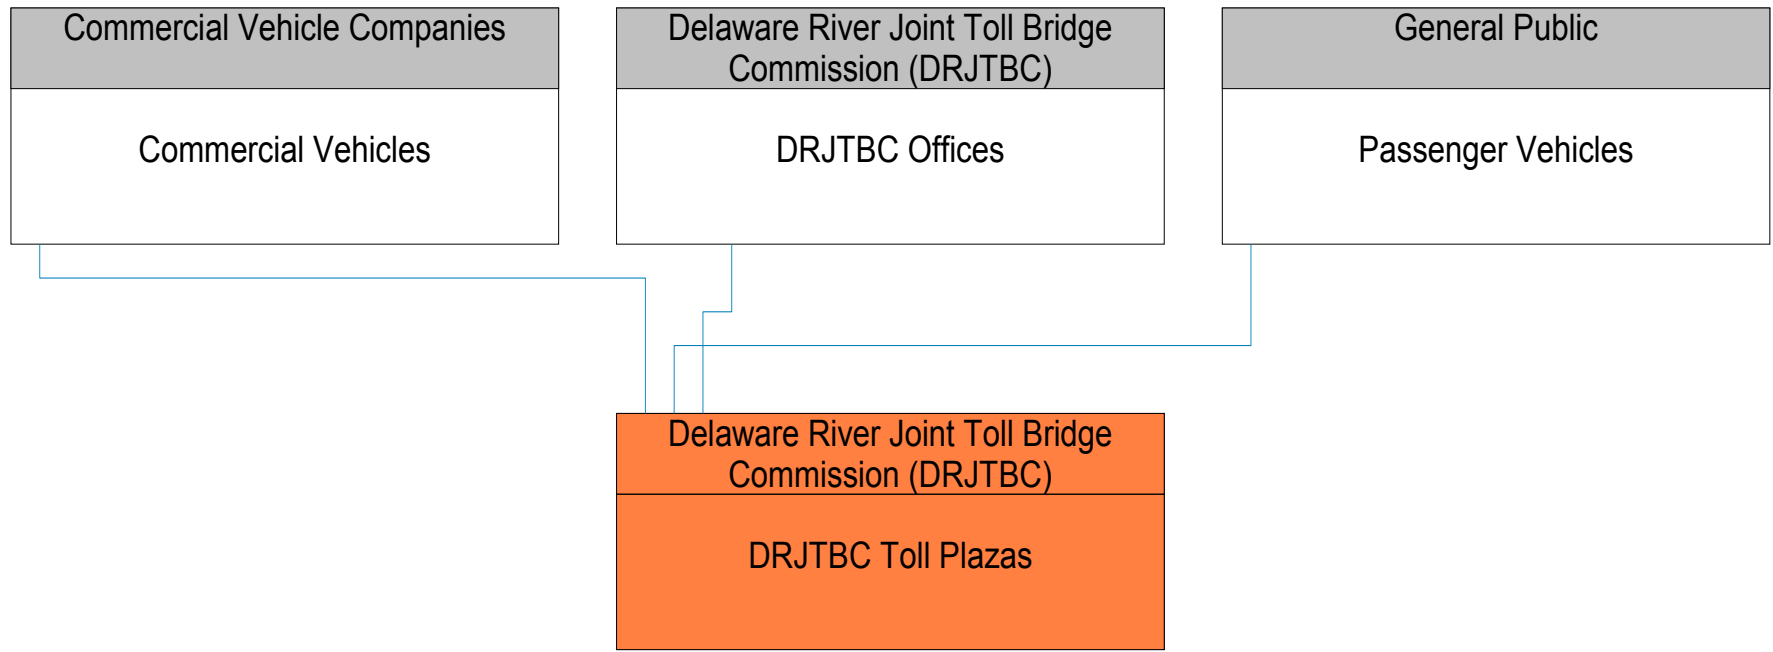 Commercial Vehicle Companies
Commercial Vehicles
Delaware River Joint Toll Bridge
Commission (DRJTBC)
DRJTBC Offices
General Public
Passenger Vehicles
Delaware River Joint Toll Bridge
Commission (DRJTBC)
DRJTBC Toll Plazas